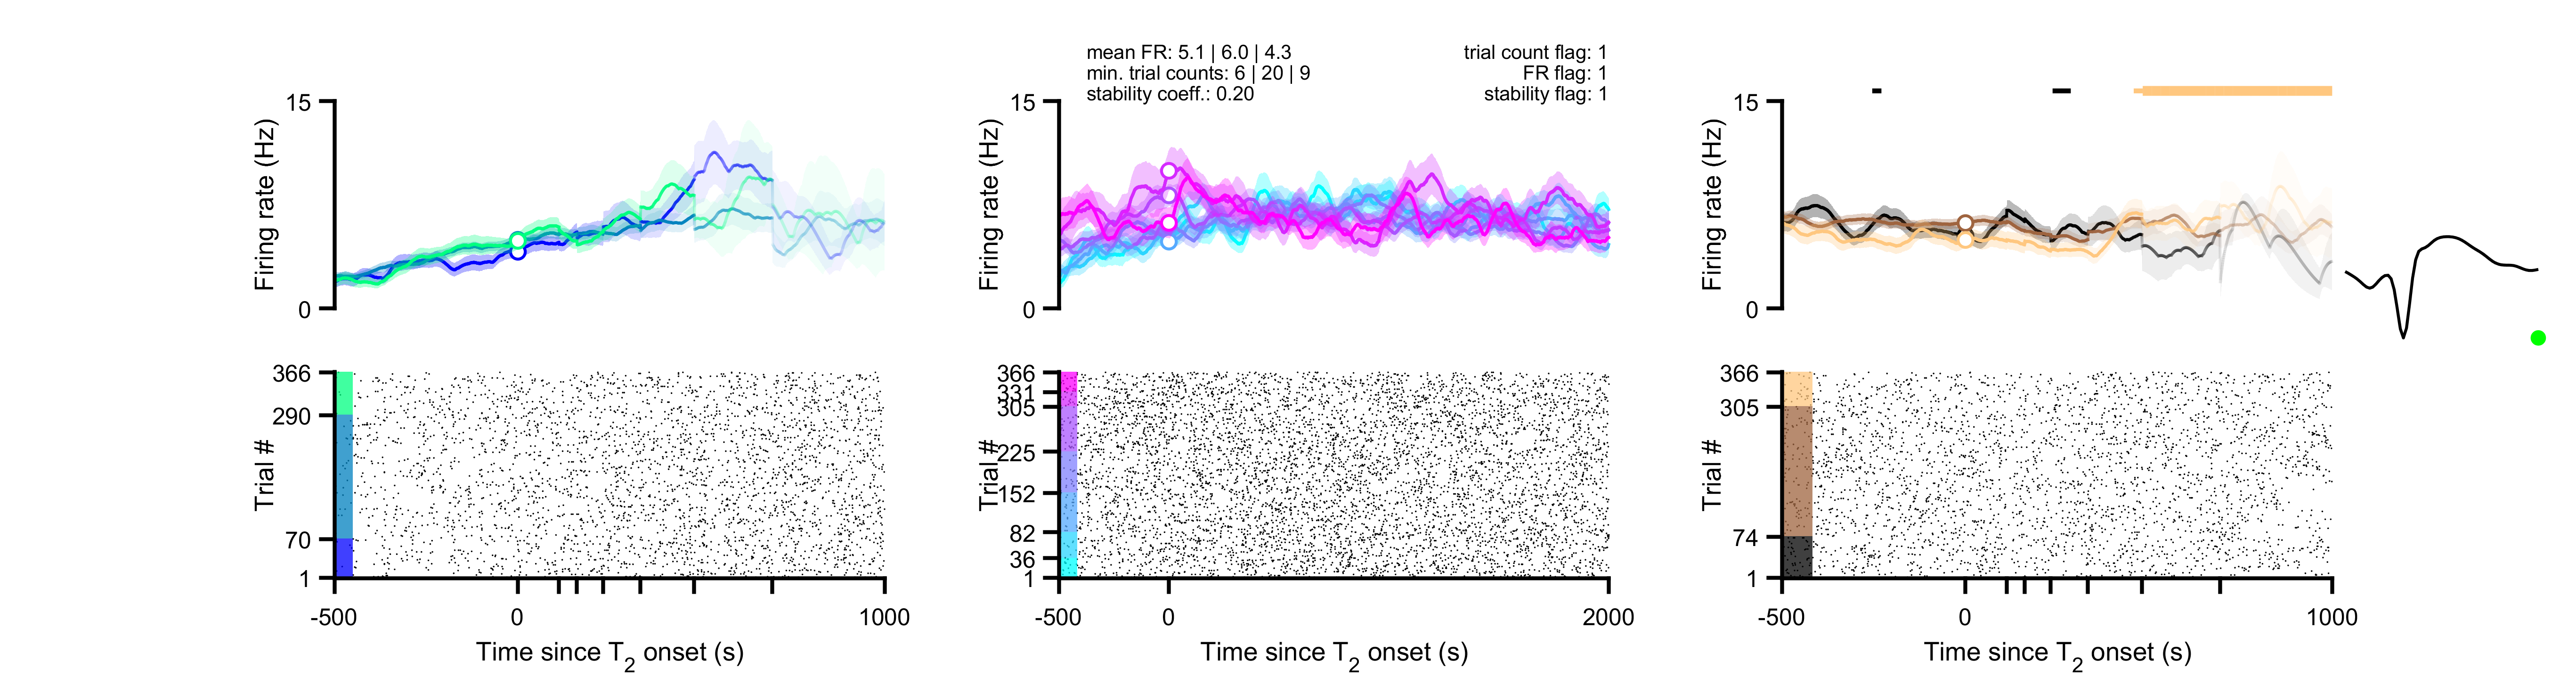 mean FR: 5.1 | 6.0 | 4.3
min. trial counts: 6 | 20 | 9
stability coeff.: 0.20
trial count flag: 1
FR flag: 1
stability flag: 1
15
0
Firing rate (Hz)
15
0
Firing rate (Hz)
15
0
Firing rate (Hz)
366
290
70
1
Trial #
-500
0
1000
Time since T2 onset (s)
366
331
305
225
152
82
36
1
Trial #
-500
0
2000
Time since T2 onset (s)
366
305
74
1
Trial #
-500
0
1000
Time since T2 onset (s)